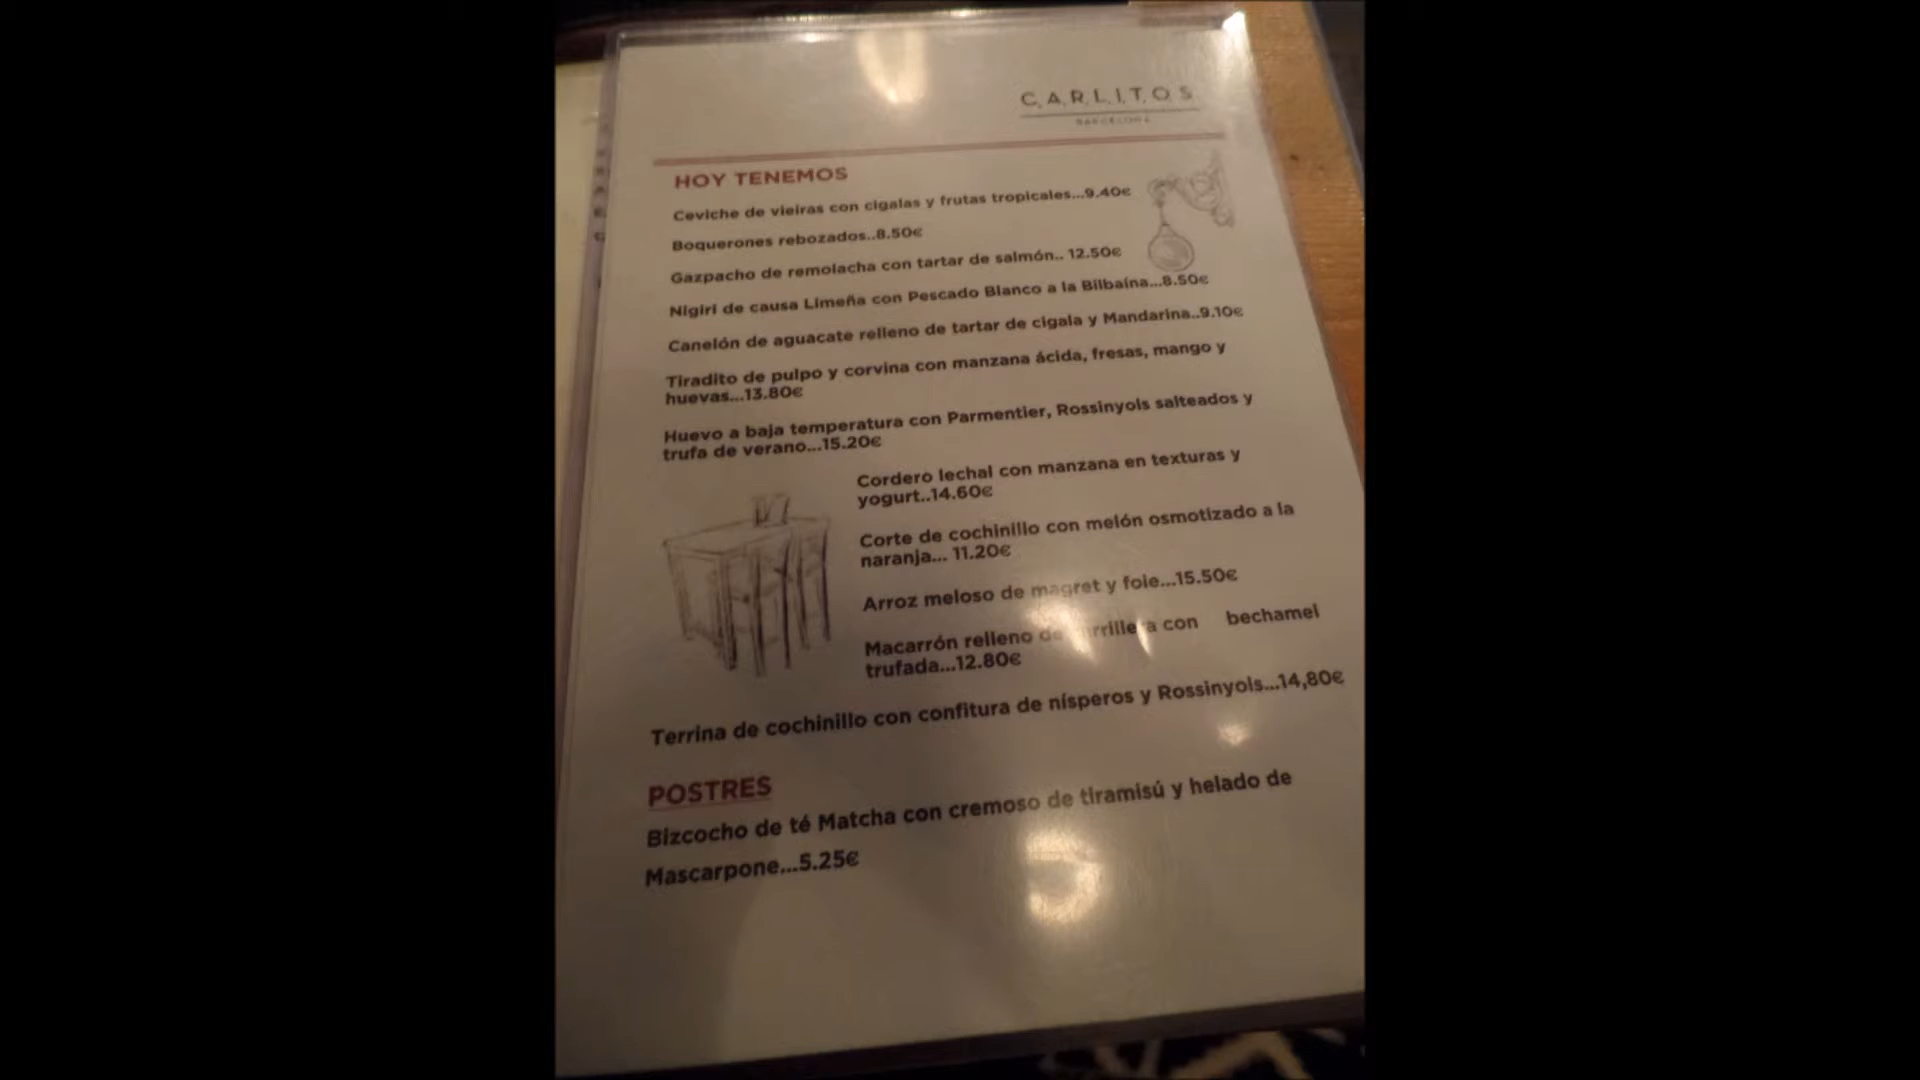 C.A.R.L.I.T.O.S
BARCELONA
HOY TENEMOS
Ceviche de vieiras con cigalas y frutas tropicales...9.40€
Boquerones rebozados..8.50€
Gazpacho de remolacha con tartar de salmón.. 12.50€
Nigiri de causa Limeña con Pescado Blanco a la Bilbaína...8.50€
Canelón de aguacate relleno de tartar de cigala y Mandarina..9.10€
Tiradito de pulpo y corvina con manzana ácida, fresas, mango y
huevas...13.80€
Huevo a baja temperatura con Parmentier, Rossinyols salteados y
trufa de verano...15.20€
Cordero lechal con manzana en texturas y
yogurt..14.60€
Corte de cochinillo con melón osmotizado a la
naranja... 11.20€
Arroz meloso de magret y foie...15.50€
Macarrón relleno de con bechamel
trufada...12.80€
Terrina de cochinillo con confitura de nísperos y Rossinyols...14,80€
POSTRES
Bizcocho de té Matcha con cremoso de tiramisú y helado de
Mascarpone...5.25€